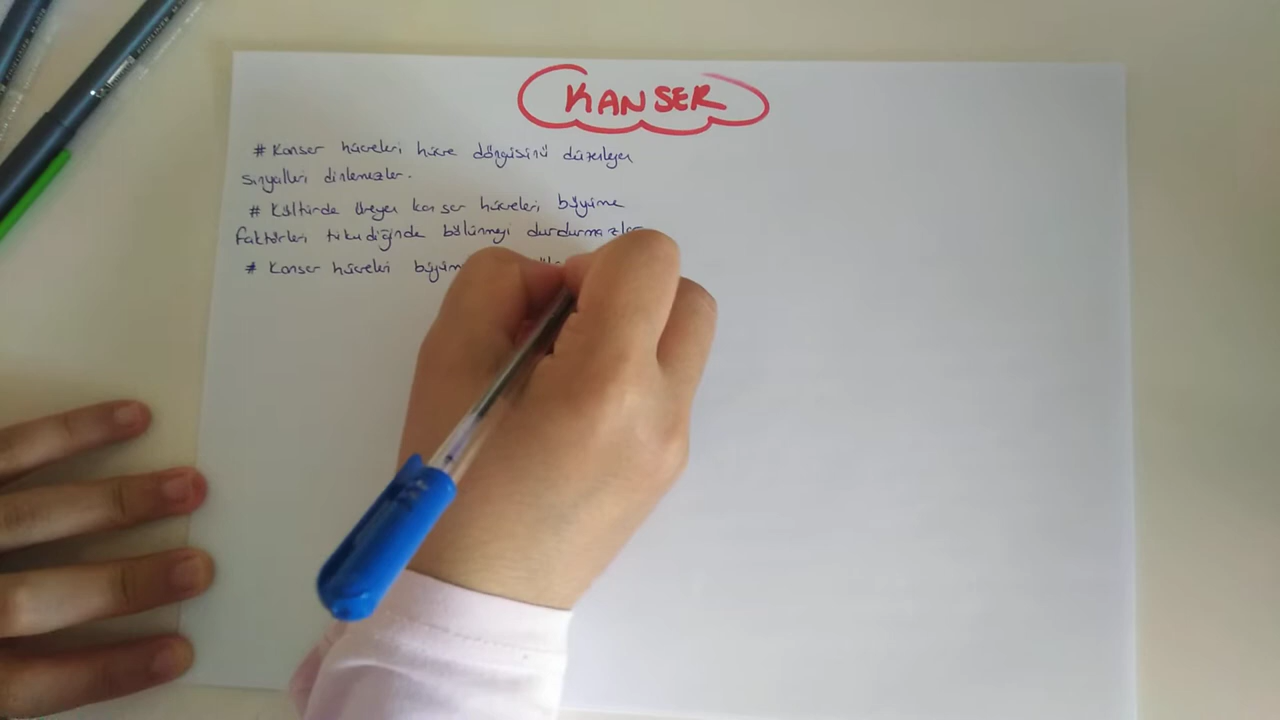 KANSER
# Kanser hücreleri hücre döngüsünü düzenleyen
sinyalleri dinlemezler.
# Kültürde üreyen kanser hücreleri büyüme
faktörleri tükendiğinde bölünmeyi durdurmazlar
# Kanser hücreleri